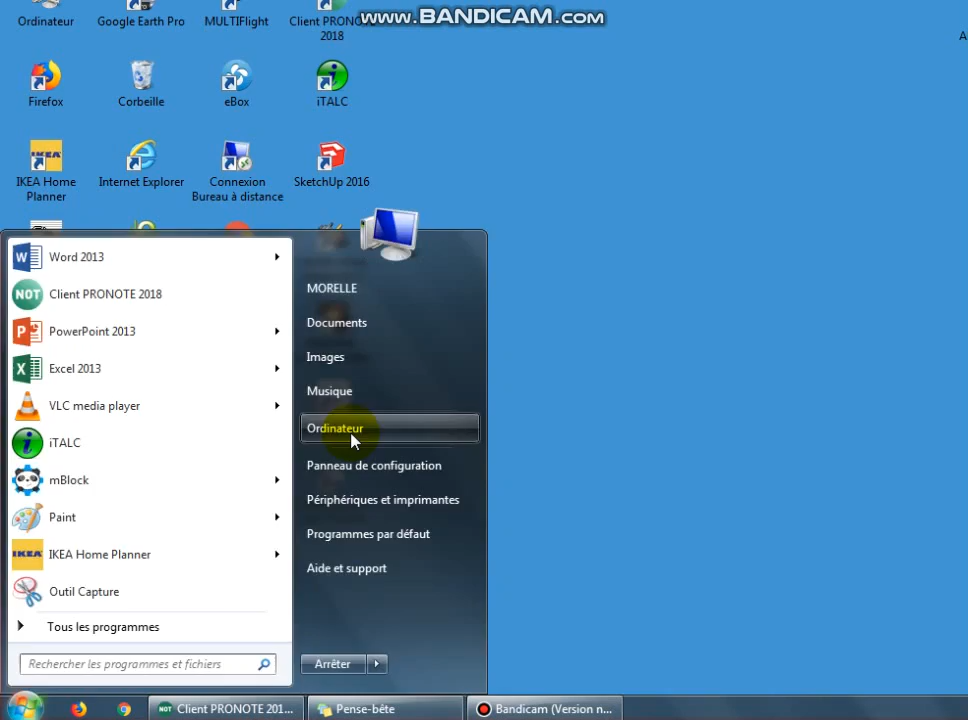 www.BANDICAM.com
Ordinateur
Google Earth Pro
MULTIFlight
Client PRONOTE
2018
A
Firefox
Corbeille
eBox
iTALC
IKEA
IKEA Home
Planner
Internet Explorer
Connexion
Bureau à distance
SketchUp 2016
Word 2013
NOT
Client PRONOTE 2018
PowerPoint 2013
Excel 2013
VLC media player
iTALC
mBlock
Paint
IKEA
IKEA Home Planner
Outil Capture
Tous les programmes
Rechercher les programmes et fichiers
MORELLE
Documents
Images
Musique
Ordinateur
Panneau de configuration
Périphériques et imprimantes
Programmes par défaut
Aide et support
Arrêter
NOT
Client PRONOTE 201...
Pense-bête
Bandicam (Version n...